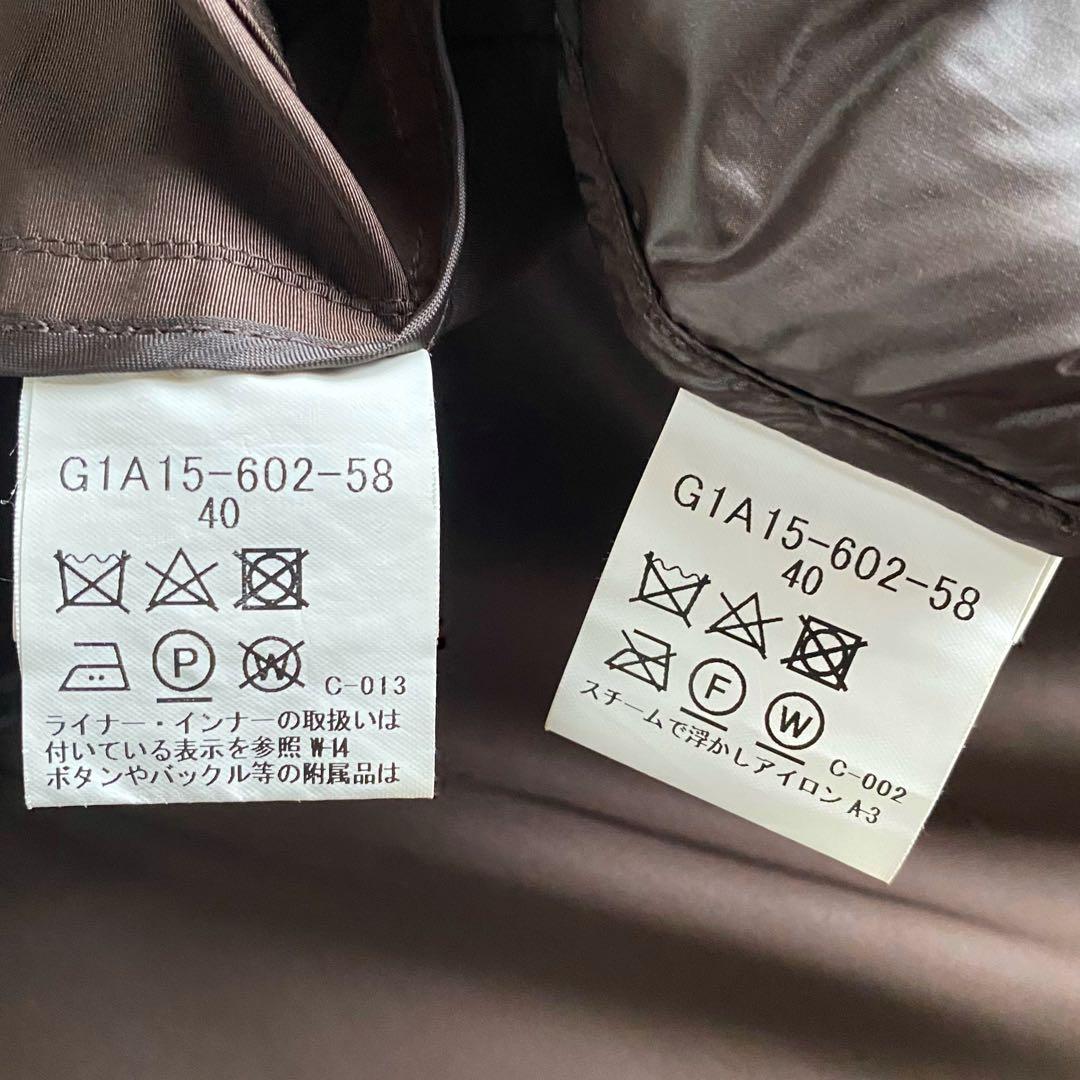 G1A15-602-58
40
P W C-013
ライナー・インナーの取扱いは
付いている表示を参照 W-14
ボタンやバックル等の附属品は
G1A15-602-58
40
F W C-002
スチームで浮かしアイロン A-3